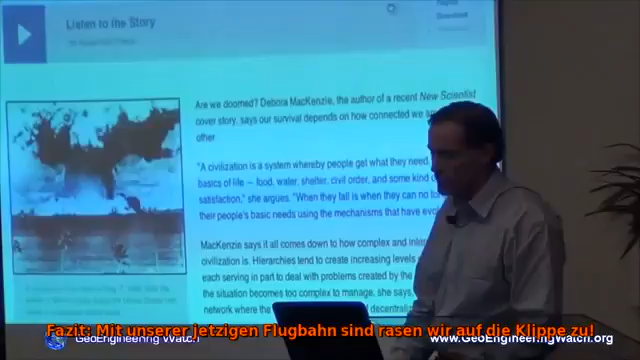 Listen to the Story
Download
Are we doomed? Debora MacKenzie, the author of a recent New Scientist
cover story, says our survival depends on how connected we are
other.
"A civilization is a system whereby people get what they need,
basics of life — food, water, shelter, civil order, and some kind
satisfaction," she argues. "When they fall is when they can no
their people's basic needs using the mechanisms that have
MacKenzie says it all comes down to how complex and
civilization is. Hierarchies tend to create increasing levels
each serving in part to deal with problems created by the
the situation becomes too complex to manage, she says,
network where the
Fazit: Mit unserer jetzigen Flugbahn sind rasen wir auf die Klippe zu!
GeoEngineering Watch
www.GeoEngineeringWatch.org